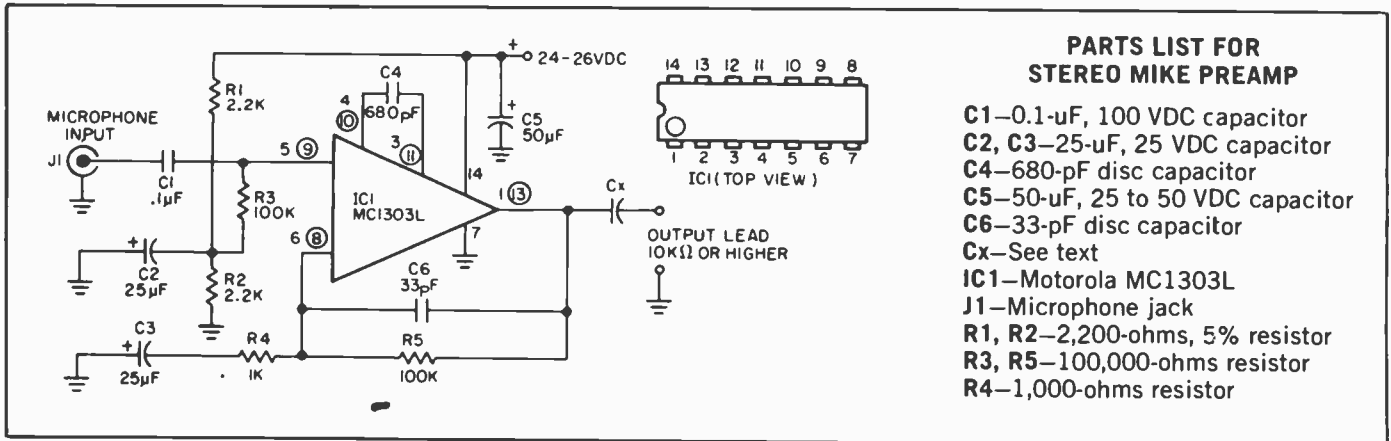 24-26VDC
R1
2.2K
C4
680pF
4
⑩
3
⑪
C5
50µF
MICROPHONE
INPUT
J1
C1
.1µF
5 ⑨
R3
100K
IC1
MC1303L
14
1 ⑬
7
6 ⑧
Cx
OUTPUT LEAD
10KΩ OR HIGHER
+
+
+
C2
25µF
R2
2.2K
C6
33pF
+
C3
25µF
R4
1K
R5
100K
14 13 12 11 10 9 8
1 2 3 4 5 6 7
IC1 (TOP VIEW)
PARTS LIST FOR
STEREO MIKE PREAMP
C1—0.1-uF, 100 VDC capacitor
C2, C3—25-uF, 25 VDC capacitor
C4—680-pF disc capacitor
C5—50-uF, 25 to 50 VDC capacitor
C6—33-pF disc capacitor
Cx—See text
IC1—Motorola MC1303L
J1—Microphone jack
R1, R2—2,200-ohms, 5% resistor
R3, R5—100,000-ohms resistor
R4—1,000-ohms resistor